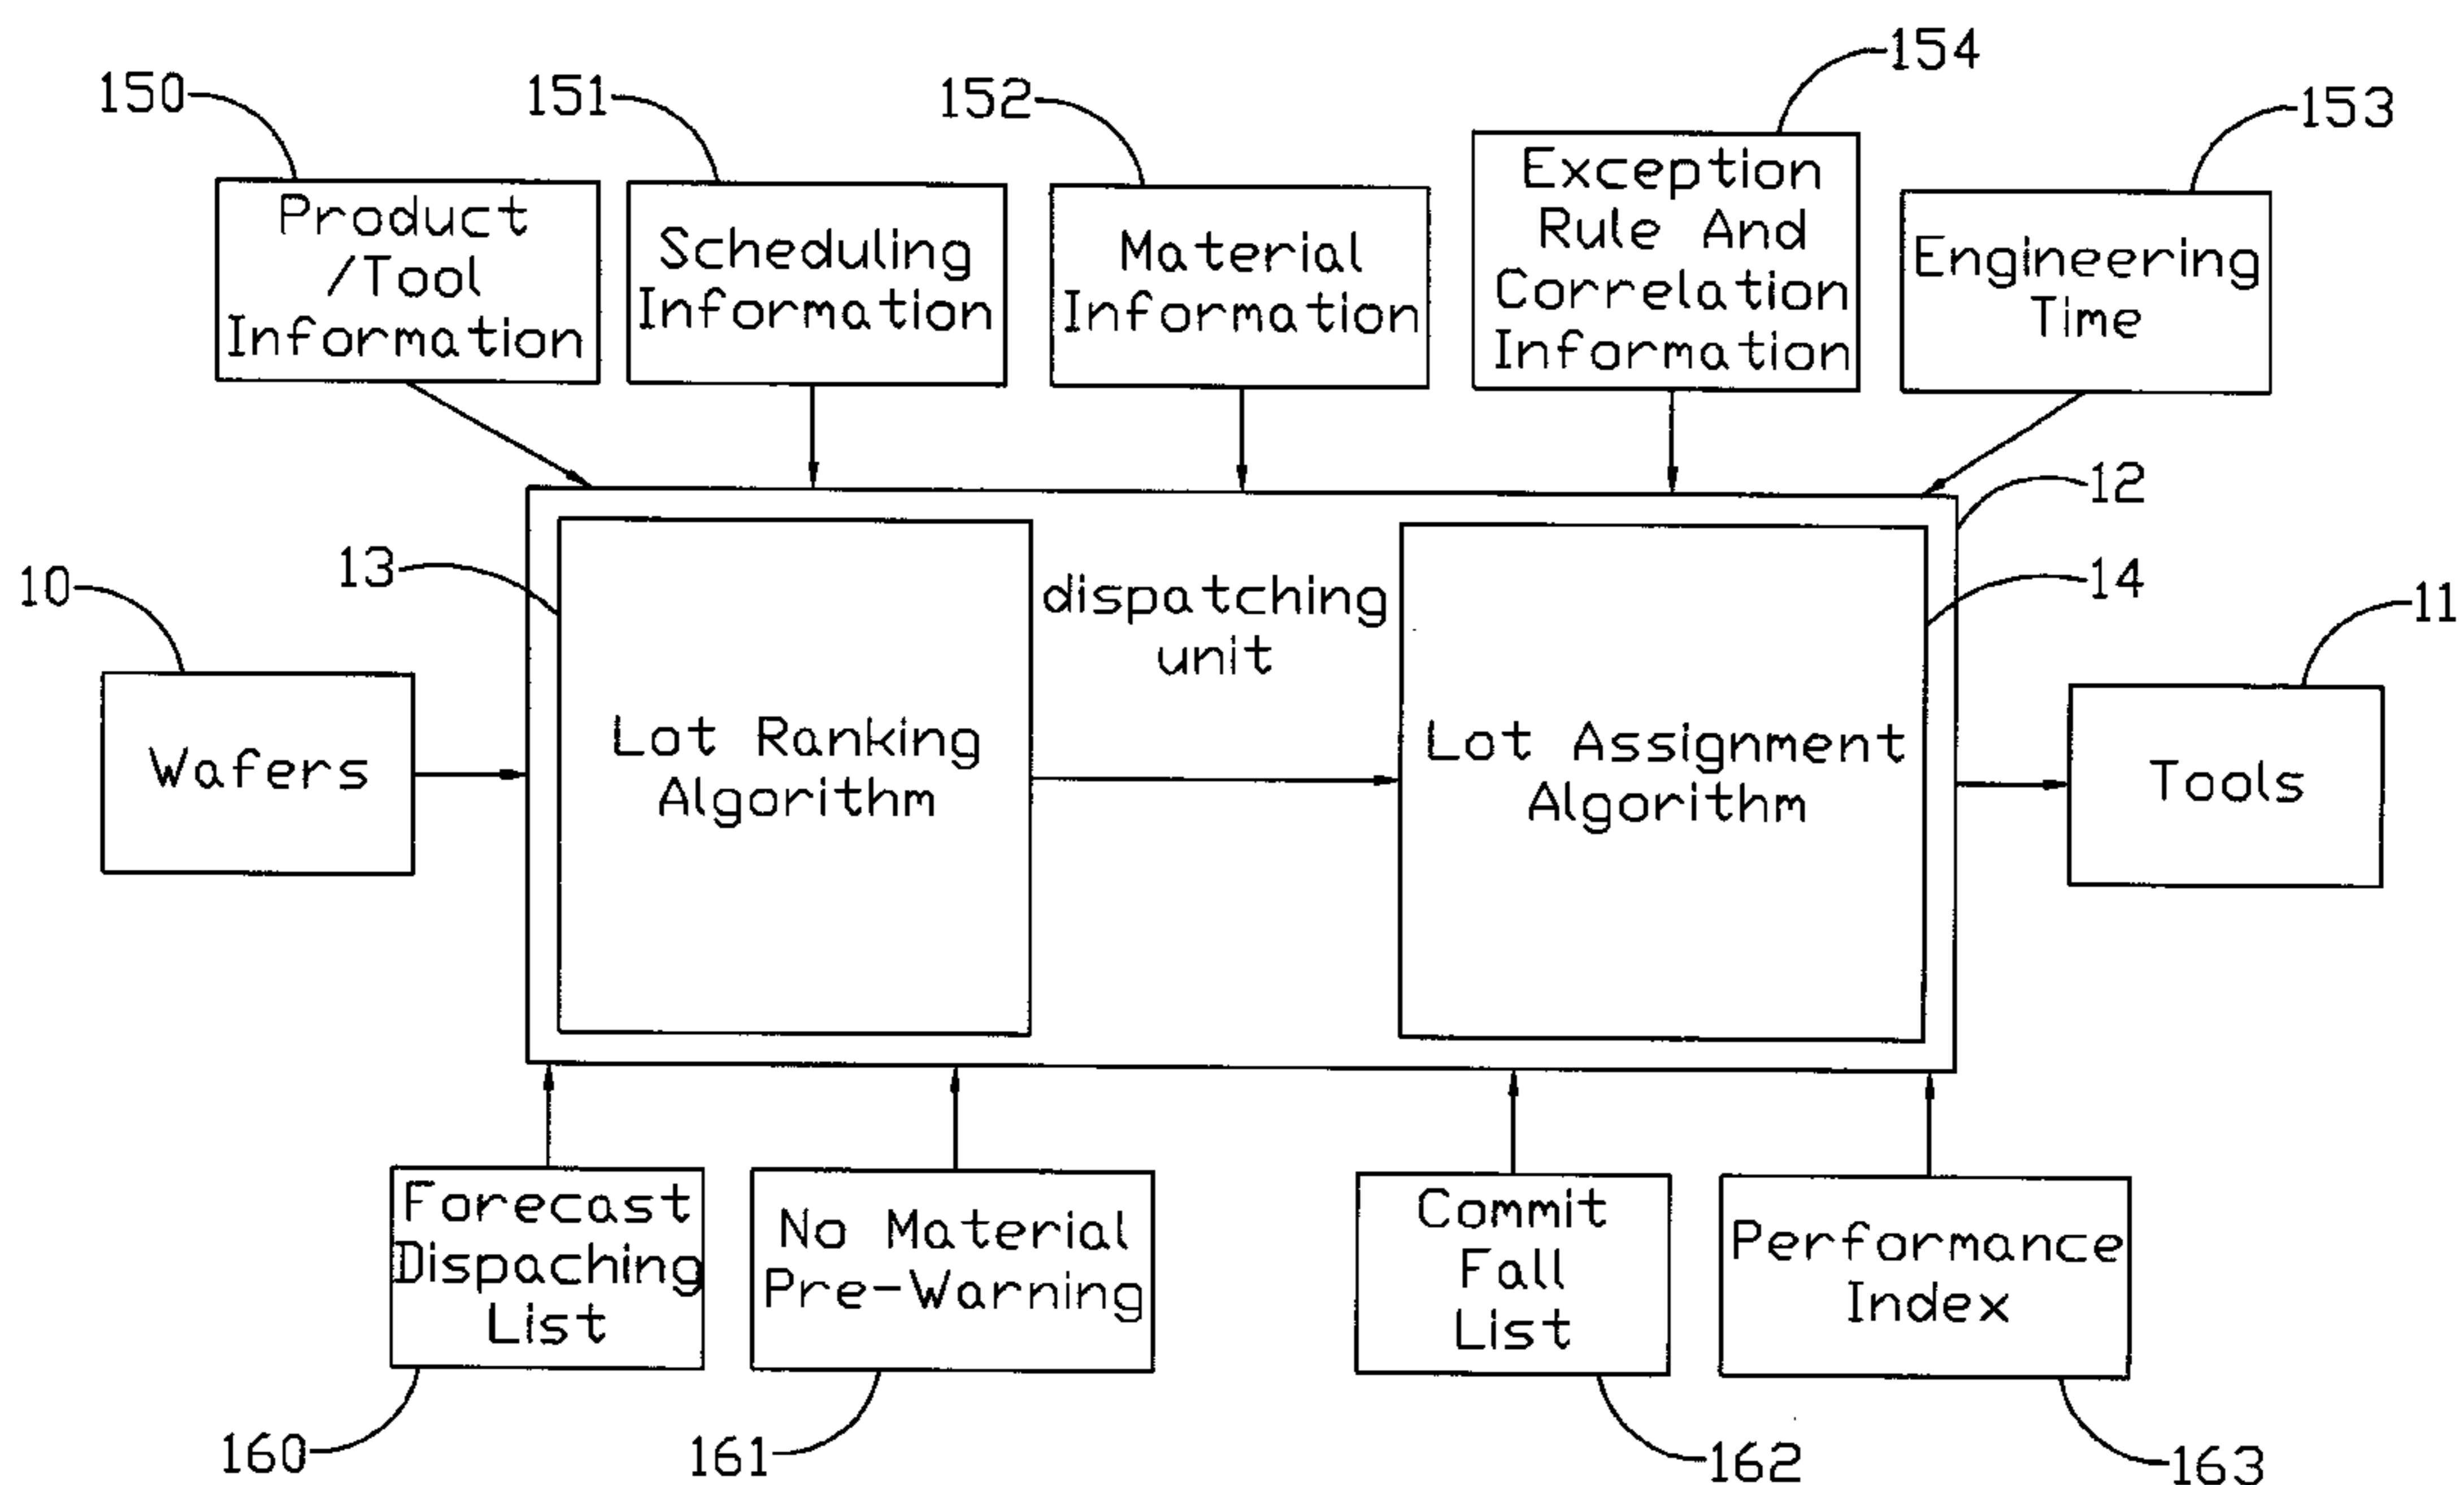 154
150
151
152
153
Product
/Tool
Information
Scheduling
Information
Material
Information
Exception
Rule And
Correlation
Information
Engineering
Time
12
13
14
10
11
dispatching
unit
Wafers
Lot Ranking
Algorithm
Lot Assignment
Algorithm
Tools
Forecast
Dispaching
List
No Material
Pre-Warning
Commit
Fall
List
Performance
Index
160
161
162
163